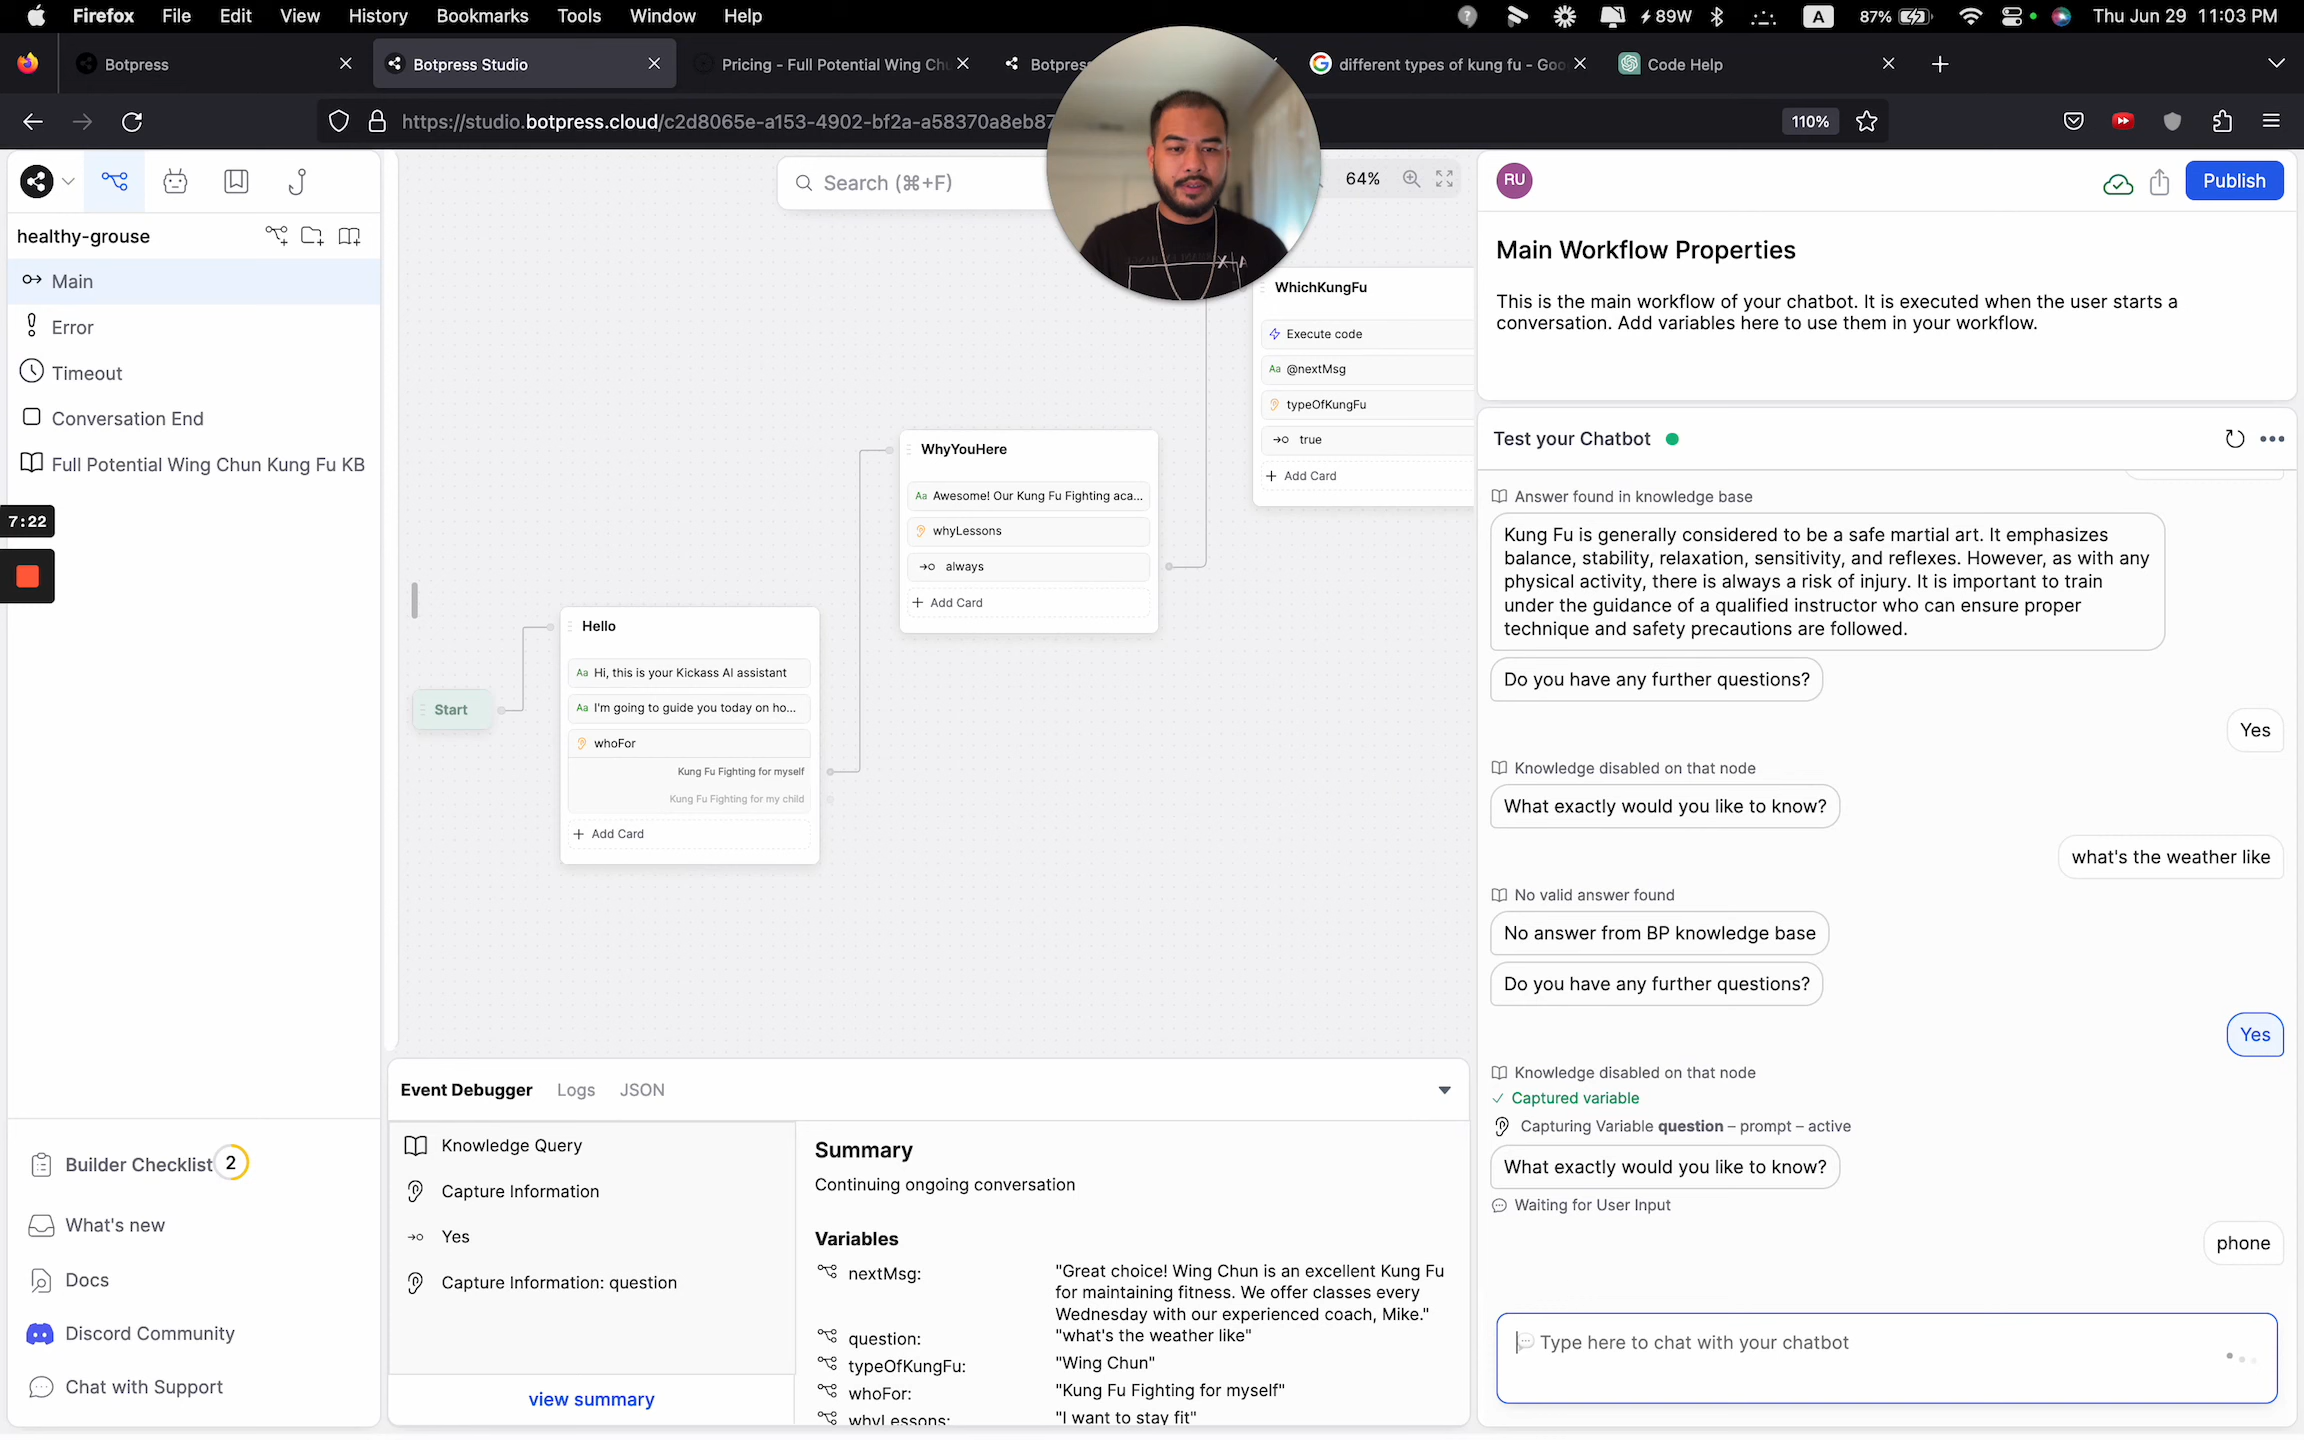 Firefox File Edit View History Bookmarks Tools Window Help
89W A 87% Thu Jun 29 11:03 PM
Botpress
Botpress Studio
Pricing - Full Potential Wing Chu
Botpres
different types of kung fu - Goo
Code Help
https://studio.botpress.cloud/c2d8065e-a153-4902-bf2a-a58370a8eb87
110%
healthy-grouse
Main
Error
Timeout
Conversation End
Full Potential Wing Chun Kung Fu KB
7:22
Builder Checklist 2
What's new
Docs
Discord Community
Chat with Support
Search (⌘+F)
64%
Start
Hello
Aa Hi, this is your Kickass AI assistant
Aa I'm going to guide you today on ho...
whoFor
Kung Fu Fighting for myself
Kung Fu Fighting for my child
+ Add Card
WhyYouHere
Aa Awesome! Our Kung Fu Fighting aca...
whyLessons
always
+ Add Card
WhichKungFu
Execute code
Aa @nextMsg
typeOfKungFu
true
+ Add Card
Event Debugger Logs JSON
Knowledge Query
Capture Information
Yes
Capture Information: question
view summary
Summary
Continuing ongoing conversation
Variables
nextMsg: "Great choice! Wing Chun is an excellent Kung Fu
for maintaining fitness. We offer classes every
Wednesday with our experienced coach, Mike."
question: "what's the weather like"
typeOfKungFu: "Wing Chun"
whoFor: "Kung Fu Fighting for myself"
whyLessons: "I want to stay fit"
RU
Publish
Main Workflow Properties
This is the main workflow of your chatbot. It is executed when the user starts a
conversation. Add variables here to use them in your workflow.
Test your Chatbot
Answer found in knowledge base
Kung Fu is generally considered to be a safe martial art. It emphasizes
balance, stability, relaxation, sensitivity, and reflexes. However, as with any
physical activity, there is always a risk of injury. It is important to train
under the guidance of a qualified instructor who can ensure proper
technique and safety precautions are followed.
Do you have any further questions?
Yes
Knowledge disabled on that node
What exactly would you like to know?
what's the weather like
No valid answer found
No answer from BP knowledge base
Do you have any further questions?
Yes
Knowledge disabled on that node
Captured variable
Capturing Variable question – prompt – active
What exactly would you like to know?
Waiting for User Input
phone
Type here to chat with your chatbot